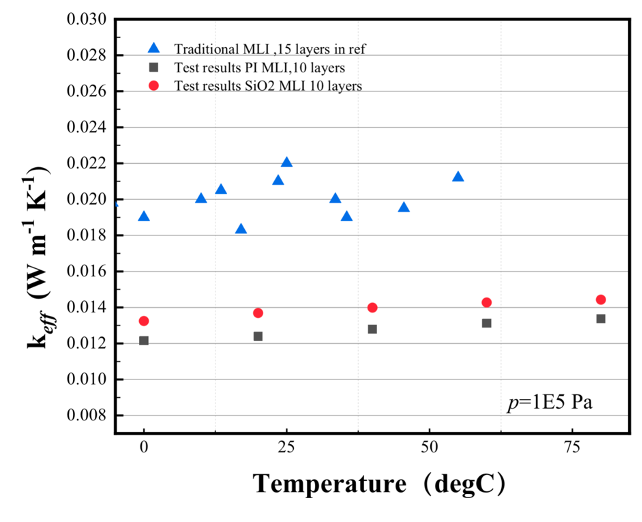 0.030
0.028
0.026
0.024
0.022
0.020
0.018
0.016
0.014
0.012
0.010
0.008
k_eff (W m⁻¹ K⁻¹)
Traditional MLI ,15 layers in ref
Test results PI MLI,10 layers
Test results SiO2 MLI 10 layers
p=1E5 Pa
0 25 50 75
Temperature（degC）